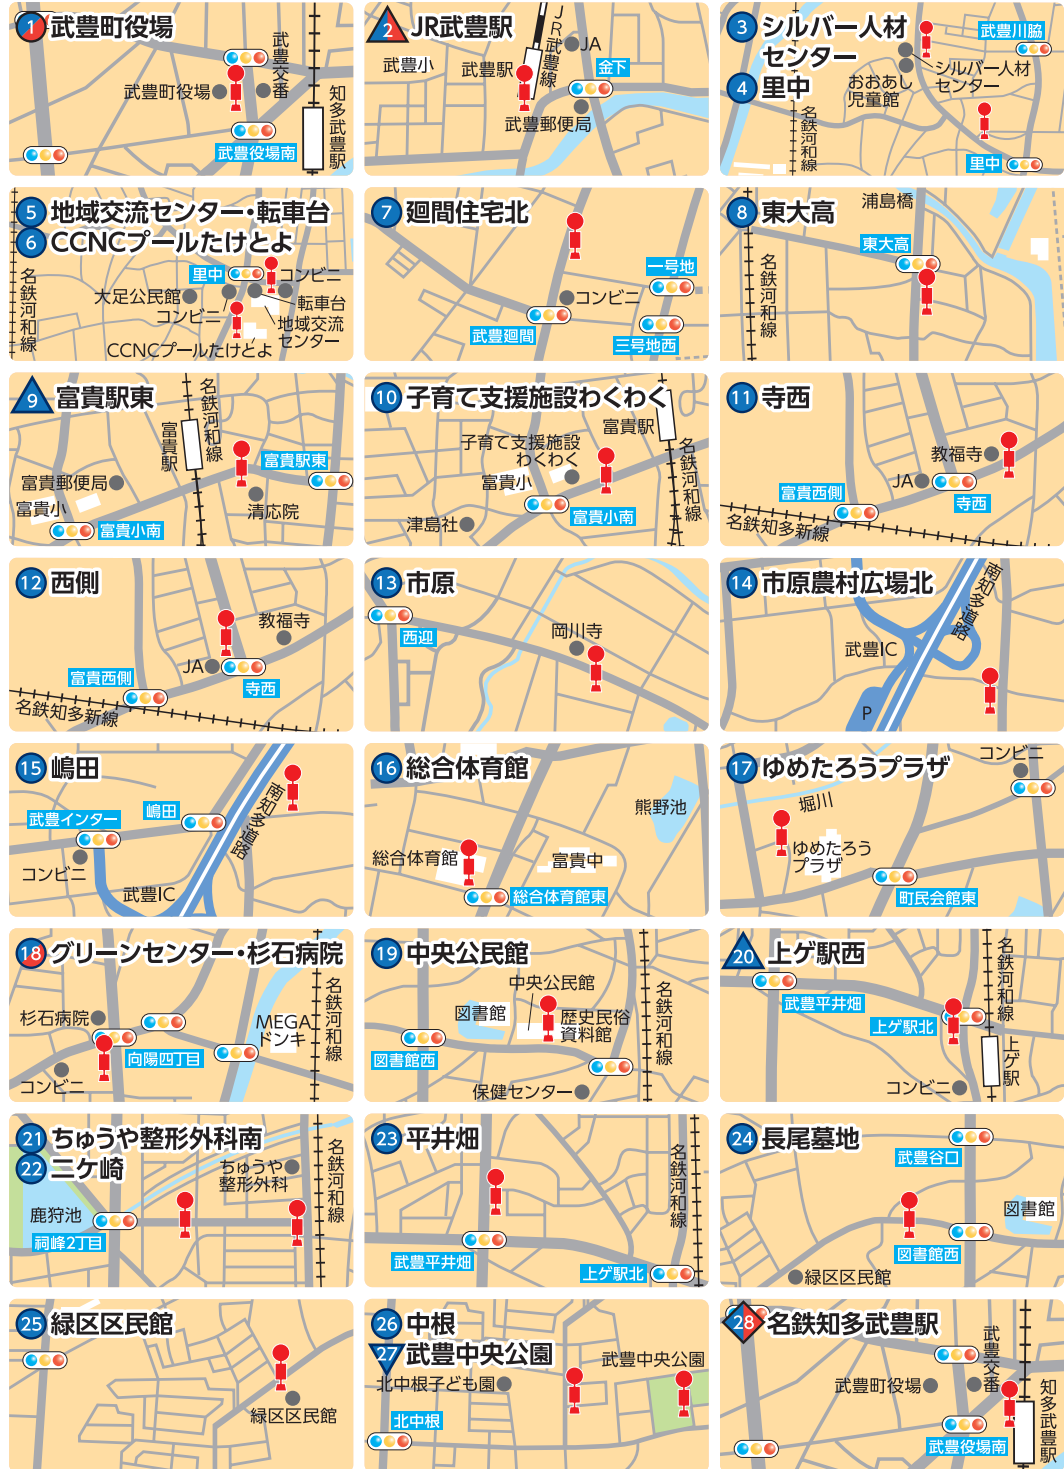 1 武豊町役場
武豊交番
武豊町役場
武豊役場南
知多武豊駅
2 JR武豊駅
JR武豊線
JA
武豊小
武豊駅
金下
武豊郵便局
3 シルバー人材
センター
4 里中
武豊川脇
シルバー人材
センター
おおあし
児童館
名鉄河和線
里中
5 地域交流センター・転車台
6 CCNCプールたけとよ
名鉄河和線
里中
コンビニ
大足公民館
コンビニ
転車台
地域交流
センター
CCNCプールたけとよ
7 廻間住宅北
一号地
コンビニ
武豊廻間
三号地西
8 東大高
浦島橋
東大高
名鉄河和線
9 富貴駅東
名鉄河和線
富貴駅
富貴駅東
富貴郵便局
富貴小
清応院
富貴小南
10 子育て支援施設わくわく
富貴駅
子育て支援施設
わくわく
富貴小
名鉄河和線
富貴小南
津島社
11 寺西
教福寺
JA
富貴西側
寺西
名鉄知多新線
12 西側
教福寺
JA
富貴西側
寺西
名鉄知多新線
13 市原
西迎
岡川寺
14 市原農村広場北
南知多道路
武豊IC
P
15 嶋田
南知多道路
嶋田
武豊インター
コンビニ
武豊IC
16 総合体育館
熊野池
総合体育館
富貴中
総合体育館東
17 ゆめたろうプラザ
コンビニ
堀川
ゆめたろう
プラザ
町民会館東
18 グリーンセンター・杉石病院
名鉄河和線
杉石病院
MEGA
ドンキ
向陽四丁目
コンビニ
19 中央公民館
中央公民館
図書館
歴史民俗
資料館
名鉄河和線
図書館西
保健センター
20 上ゲ駅西
名鉄河和線
武豊平井畑
上ゲ駅北
上ゲ駅
コンビニ
21 ちゅうや整形外科南
22 二ケ崎
ちゅうや
整形外科
名鉄河和線
鹿狩池
祠峰2丁目
23 平井畑
名鉄河和線
武豊平井畑
上ゲ駅北
24 長尾墓地
武豊谷口
図書館
図書館西
緑区区民館
25 緑区区民館
緑区区民館
26 中根
27 武豊中央公園
武豊中央公園
北中根子ども園
北中根
28 名鉄知多武豊駅
武豊交番
武豊町役場
武豊役場南
知多武豊駅